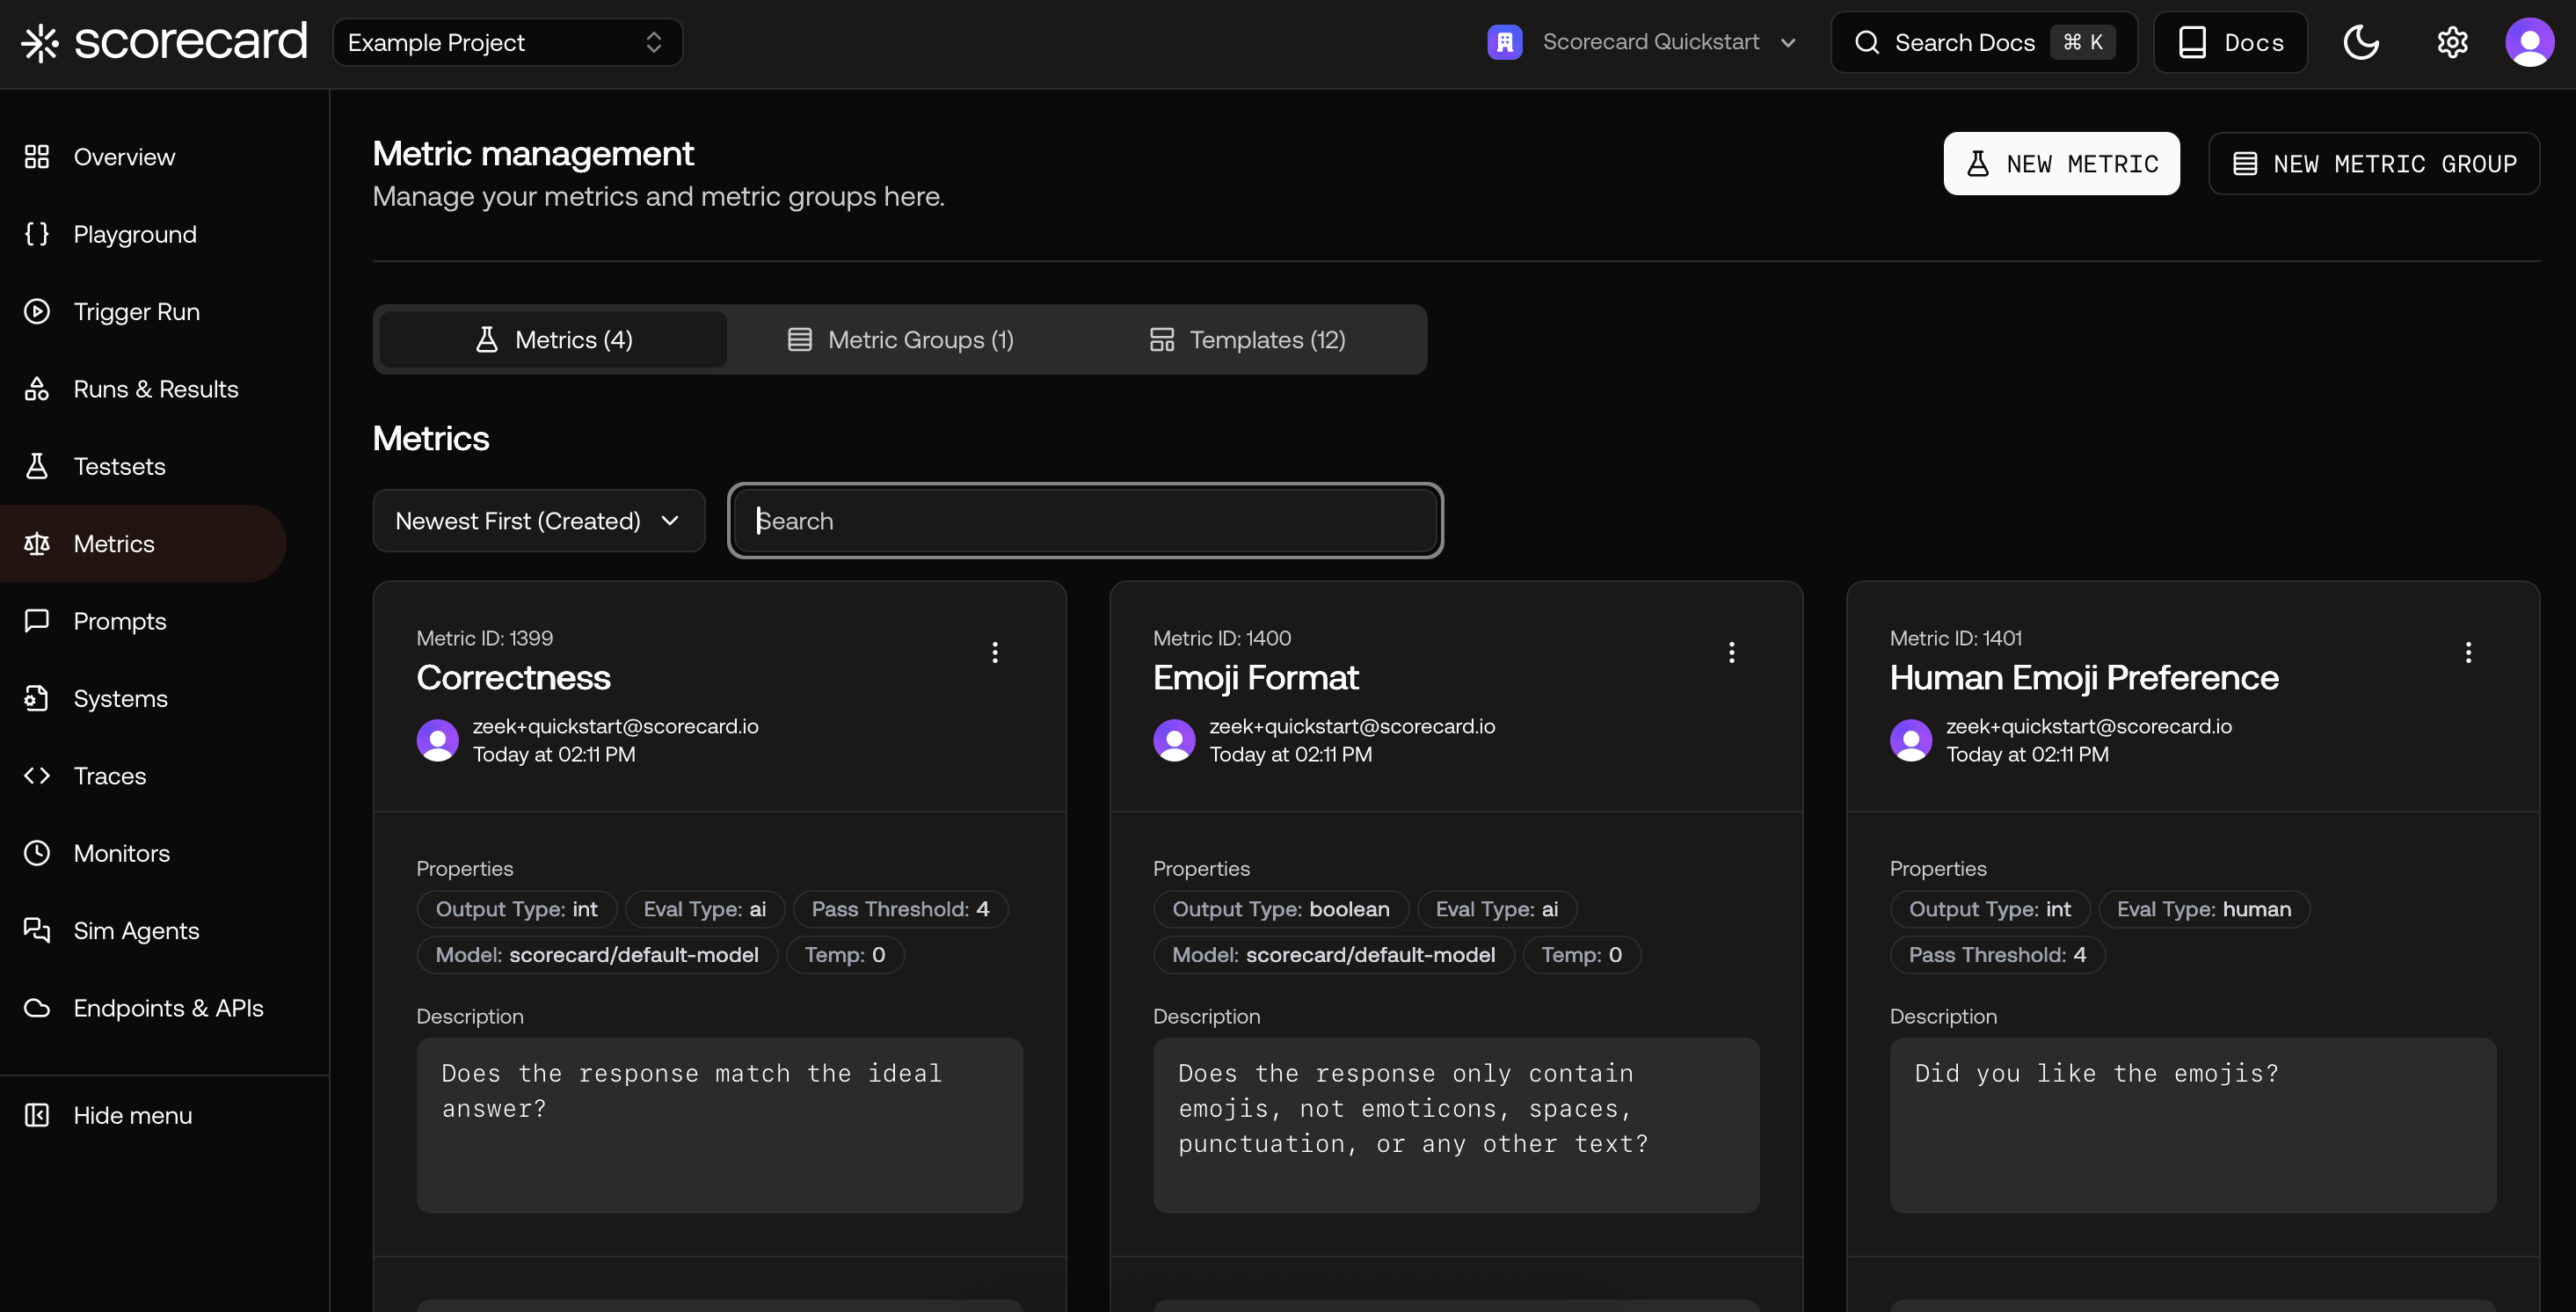 scorecard
Example Project
Scorecard Quickstart
Search Docs ⌘ K
Docs
Overview
Playground
Trigger Run
Runs & Results
Testsets
Metrics
Prompts
Systems
Traces
Monitors
Sim Agents
Endpoints & APIs
Hide menu
Metric management
Manage your metrics and metric groups here.
NEW METRIC
NEW METRIC GROUP
Metrics (4)
Metric Groups (1)
Templates (12)
Metrics
Newest First (Created)
Search
Metric ID: 1399
Correctness
zeek+quickstart@scorecard.io
Today at 02:11 PM
Properties
Output Type: int
Eval Type: ai
Pass Threshold: 4
Model: scorecard/default-model
Temp: 0
Description
Does the response match the ideal
answer?
Metric ID: 1400
Emoji Format
zeek+quickstart@scorecard.io
Today at 02:11 PM
Properties
Output Type: boolean
Eval Type: ai
Model: scorecard/default-model
Temp: 0
Description
Does the response only contain
emojis, not emoticons, spaces,
punctuation, or any other text?
Metric ID: 1401
Human Emoji Preference
zeek+quickstart@scorecard.io
Today at 02:11 PM
Properties
Output Type: int
Eval Type: human
Pass Threshold: 4
Description
Did you like the emojis?